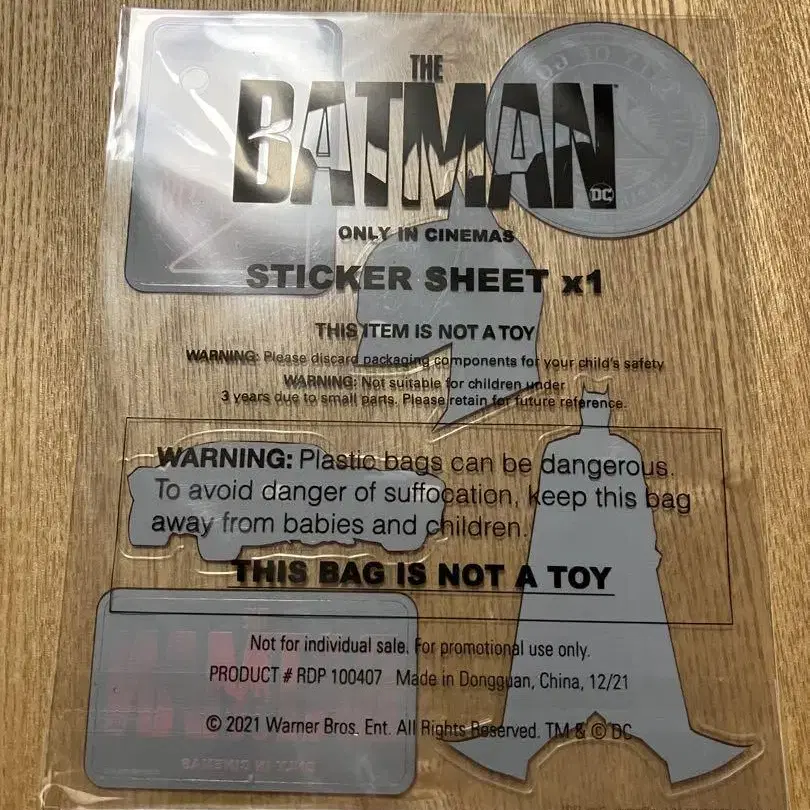 THE
BATMAN
DC
ONLY IN CINEMAS
STICKER SHEET x1
THIS ITEM IS NOT A TOY
WARNING: Please discard packaging components for your child's safety
WARNING: Not suitable for children under
3 years due to small parts. Please retain for future reference.
WARNING: Plastic bags can be dangerous.
To avoid danger of suffocation, keep this bag
away from babies and children.
THIS BAG IS NOT A TOY
Not for individual sale. For promotional use only.
PRODUCT # RDP 100407 Made in Dongguan, China, 12/21
© 2021 Warner Bros. Ent. All Rights Reserved. TM & © DC
ONLY IN CINEMAS